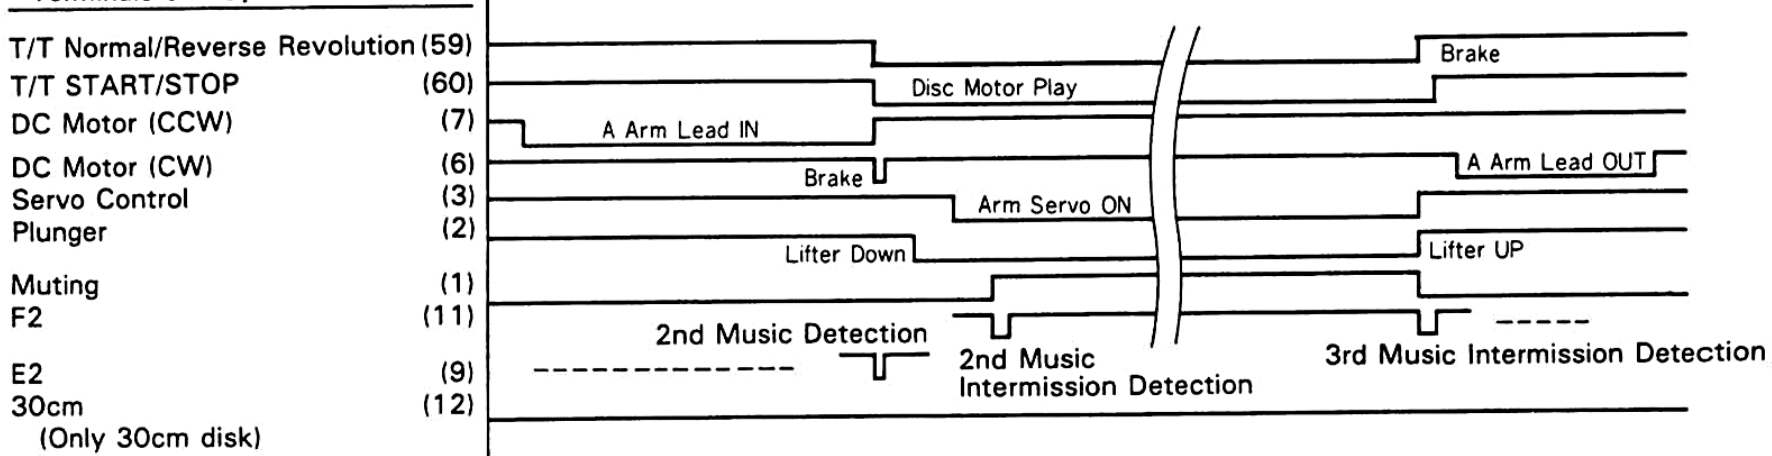 T/T Normal/Reverse Revolution (59)
Brake
T/T START/STOP (60)
Disc Motor Play
DC Motor (CCW) (7)
A Arm Lead IN
DC Motor (CW) (6)
Brake
A Arm Lead OUT
Servo Control (3)
Arm Servo ON
Plunger (2)
Lifter Down
Lifter UP
Muting (1)
F2 (11)
2nd Music Detection
2nd Music
Intermission Detection
3rd Music Intermission Detection
E2 (9)
30cm (12)
(Only 30cm disk)